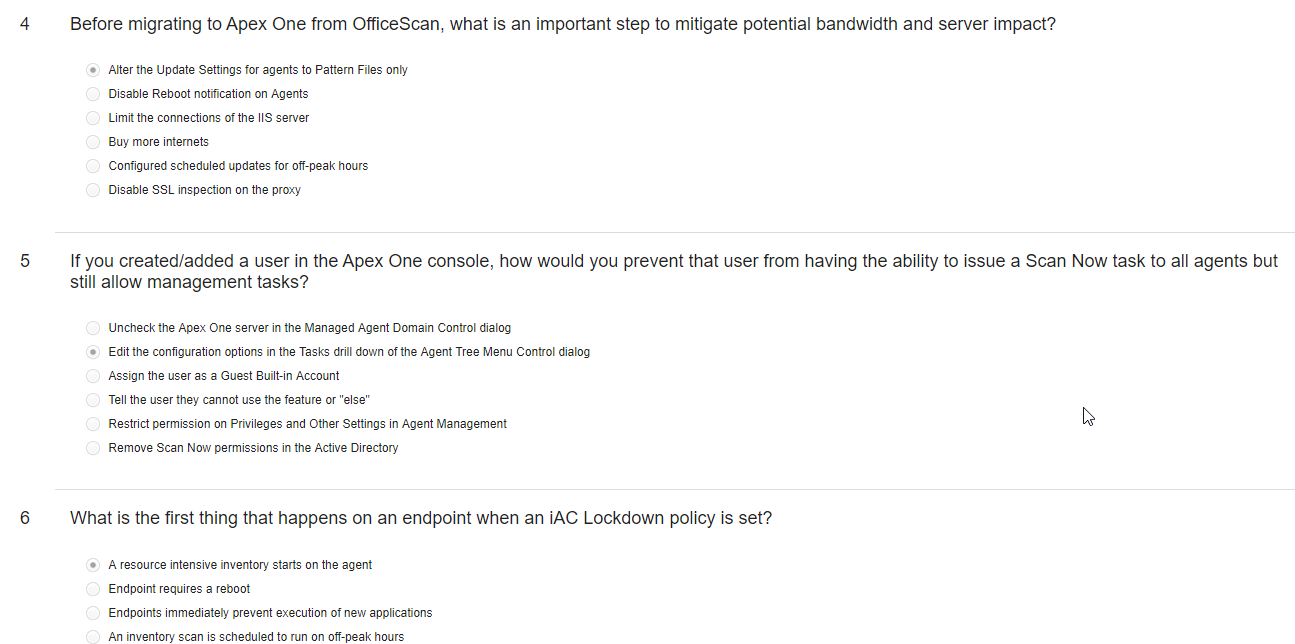 4 Before migrating to Apex One from OfficeScan, what is an important step to mitigate potential bandwidth and server impact?
Alter the Update Settings for agents to Pattern Files only
Disable Reboot notification on Agents
Limit the connections of the IIS server
Buy more internets
Configured scheduled updates for off-peak hours
Disable SSL inspection on the proxy
5 If you created/added a user in the Apex One console, how would you prevent that user from having the ability to issue a Scan Now task to all agents but
still allow management tasks?
Uncheck the Apex One server in the Managed Agent Domain Control dialog
Edit the configuration options in the Tasks drill down of the Agent Tree Menu Control dialog
Assign the user as a Guest Built-in Account
Tell the user they cannot use the feature or "else"
Restrict permission on Privileges and Other Settings in Agent Management
Remove Scan Now permissions in the Active Directory
6 What is the first thing that happens on an endpoint when an iAC Lockdown policy is set?
A resource intensive inventory starts on the agent
Endpoint requires a reboot
Endpoints immediately prevent execution of new applications
An inventory scan is scheduled to run on off-peak hours